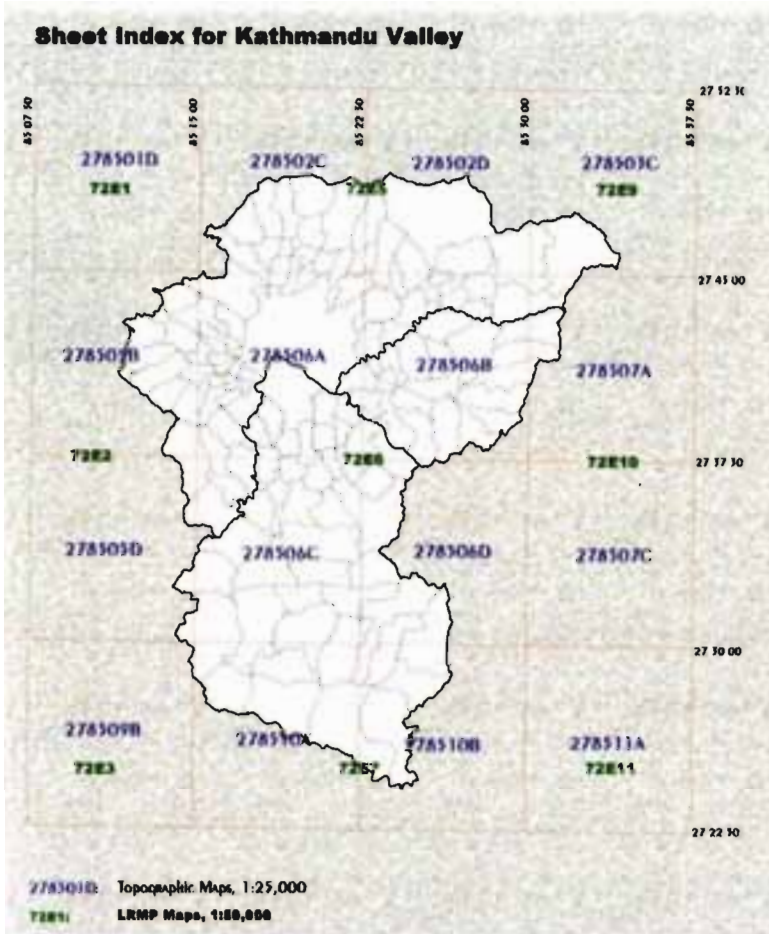 Sheet Index for Kathmandu Valley
27 52 30
85 07 30
85 15 00
85 22 30
85 30 00
85 37 30
278501D
278502C
278502D
278503C
72E1
72E5
72E9
27 45 00
278505B
278506A
278506B
278507A
72E2
72E6
72E10
27 37 30
278505D
278506C
278506D
278507C
27 30 00
278509B
278510A
278510B
278511A
72E3
72E7
72E11
27 22 30
278501D: Topographic Maps, 1:25,000
72E1: LRMP Maps, 1:50,000